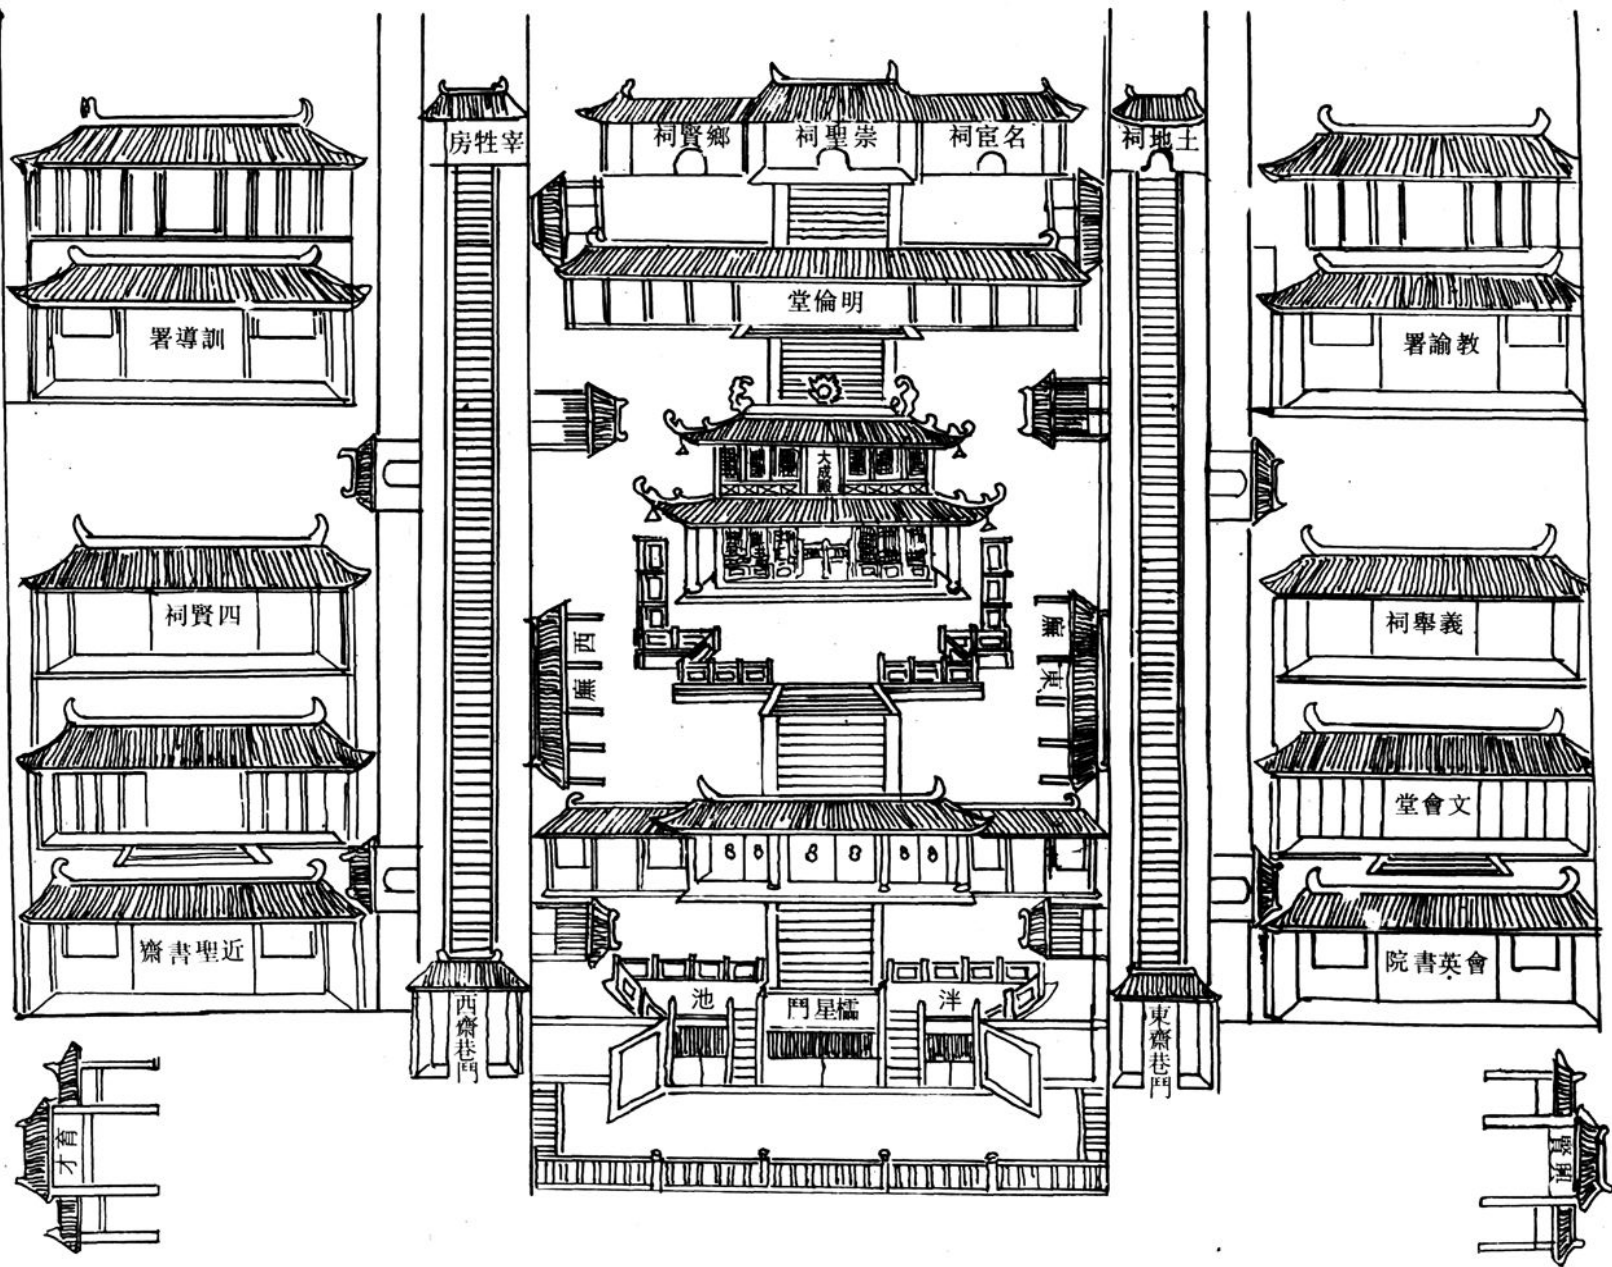 土地祠
名宦祠
崇聖祠
鄉賢祠
宰牲房
明倫堂
教諭署
訓導署
大成殿
義舉祠
四賢祠
東廡
西廡
文會堂
會英書院
近聖書齋
泮池
欞星門
東齋巷門
西齋巷門
興賢
育才